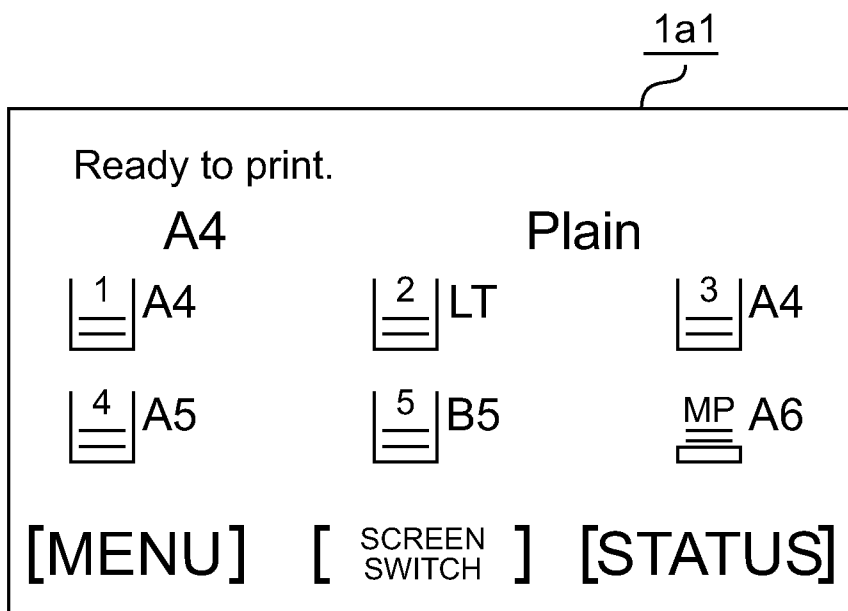 1a1
Ready to print.
A4 Plain
1 A4 2 LT 3 A4
4 A5 5 B5 MP A6
[MENU] [ SCREEN SWITCH ] [STATUS]